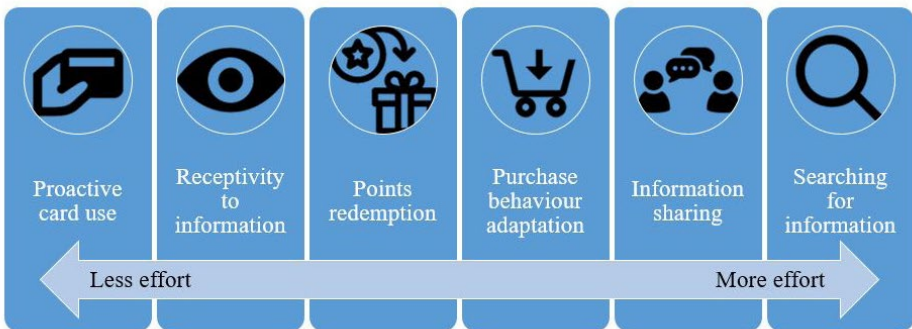 Proactive
card use
Receptivity
to
information
Points
redemption
Purchase
behaviour
adaptation
Information
sharing
Searching
for
information
Less effort
More effort